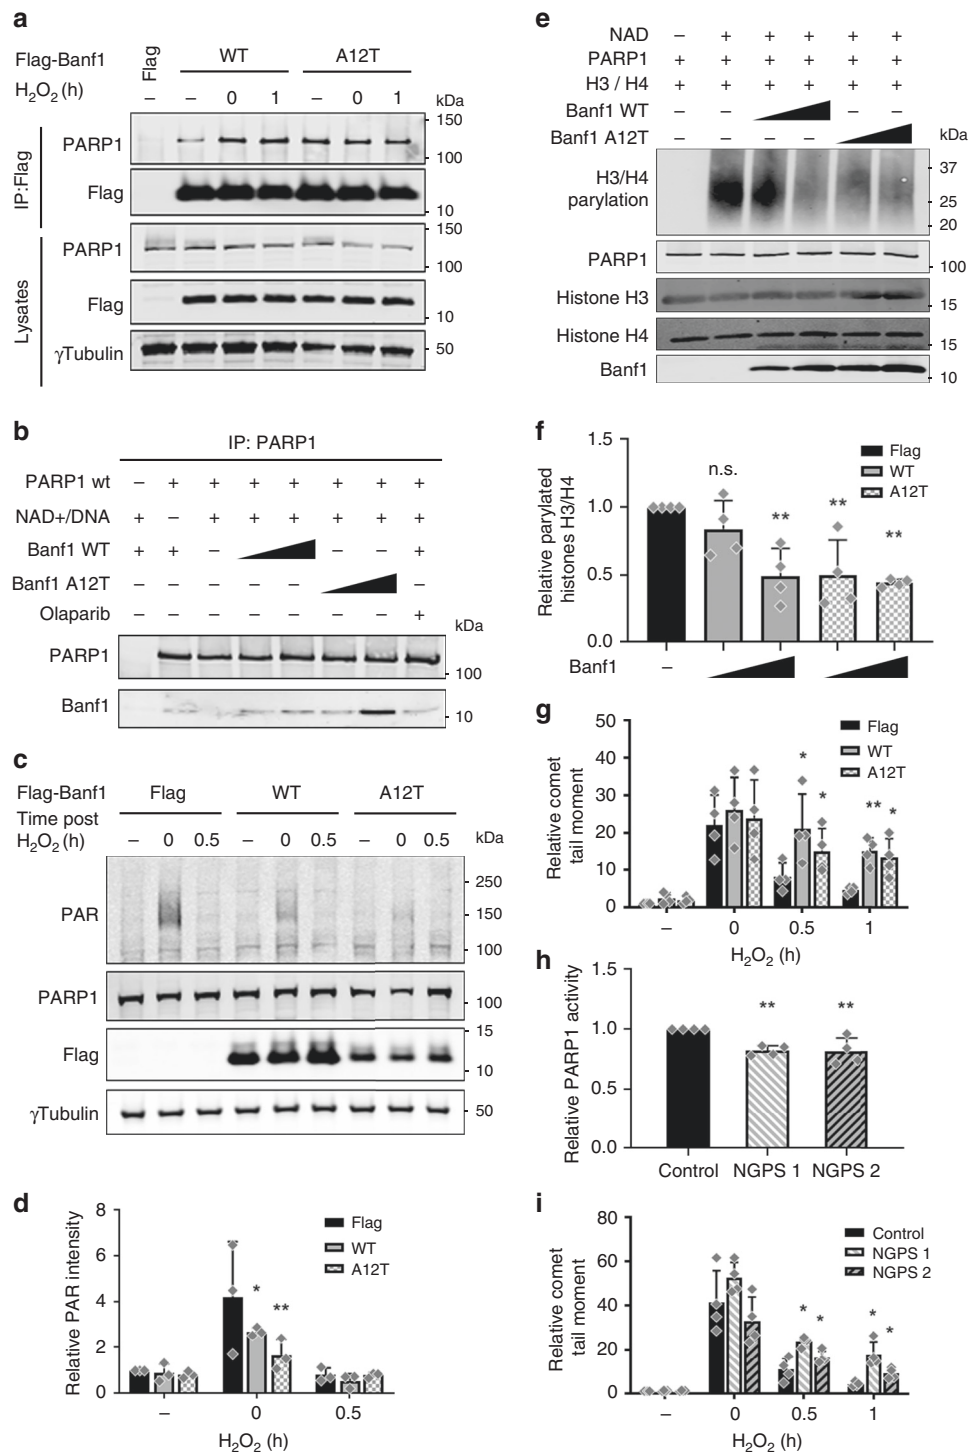 a
Flag-Banf1 Flag WT A12T
H2O2 (h) – – 0 1 – 0 1 kDa
IP:Flag
PARP1 150
100
Flag
10
Lysates
PARP1 150
100
Flag
10
γTubulin 50
b
IP: PARP1
PARP1 wt – + + + + + + +
NAD+/DNA + – + + + + + +
Banf1 WT + + – – – +
Banf1 A12T – – – – – –
Olaparib – – – – – – – +
kDa
PARP1
100
Banf1
10
c
Flag-Banf1 Flag WT A12T
Time post
H2O2 (h) – 0 0.5 – 0 0.5 – 0 0.5 kDa
PAR 250
150
100
PARP1
100
Flag 15
10
γTubulin 50
d
Relative PAR intensity
8
6
4
2
0
Flag
WT
A12T
* **
– 0 0.5
H2O2 (h)
e
NAD – + + + + +
PARP1 + + + + + +
H3 / H4 + + + + + +
Banf1 WT – – – –
Banf1 A12T – – – –
kDa
H3/H4
parylation
37
25
20
PARP1
100
Histone H3
15
Histone H4
15
Banf1
10
f
Relative parylated
histones H3/H4
1.5
1.0
0.5
0.0
Flag
WT
A12T
n.s. ** ** **
Banf1 –
g
Relative comet
tail moment
50
40
30
20
10
0
Flag
WT
A12T
* * ** *
– 0 0.5 1
H2O2 (h)
h
Relative PARP1 activity
1.5
1.0
0.5
0.0
** **
Control NGPS 1 NGPS 2
i
Relative comet
tail moment
80
60
40
20
0
Control
NGPS 1
NGPS 2
* * * *
– 0 0.5 1
H2O2 (h)